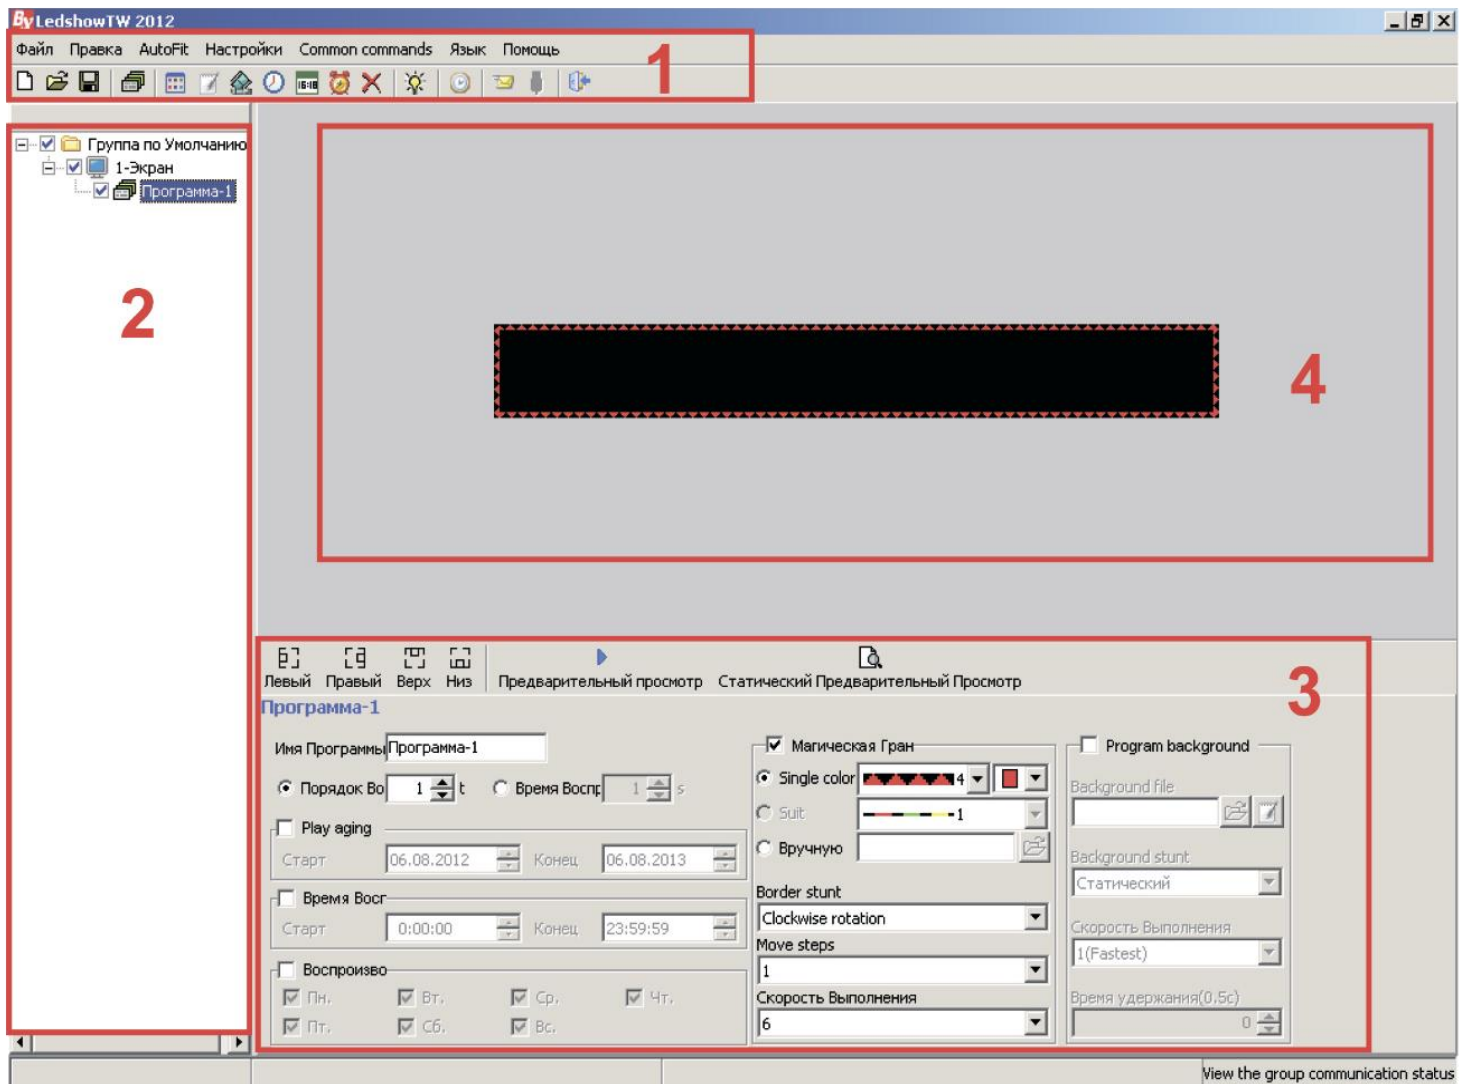 By LedshowTW 2012
Файл Правка AutoFit Настройки Common commands Язык Помощь
1
16:18
Группа по Умолчанию
1-Экран
Программа-1
2
4
Левый Правый Верх Низ Предварительный просмотр Статический Предварительный Просмотр
3
Программа-1
Имя Программы Программа-1
Порядок Во 1 t Время Воспр 1 s
Play aging
Старт 06.08.2012 Конец 06.08.2013
Время Восг
Старт 0:00:00 Конец 23:59:59
Воспроизво
Пн. Вт. Ср. Чт.
Пт. Сб. Вс.
Магическая Гран
Single color 4
Suit 1
Вручную
Border stunt
Clockwise rotation
Move steps
1
Скорость Выполнения
6
Program background
Background file
Background stunt
Статический
Скорость Выполнения
1(Fastest)
Время удержания(0,5с)
0
View the group communication status